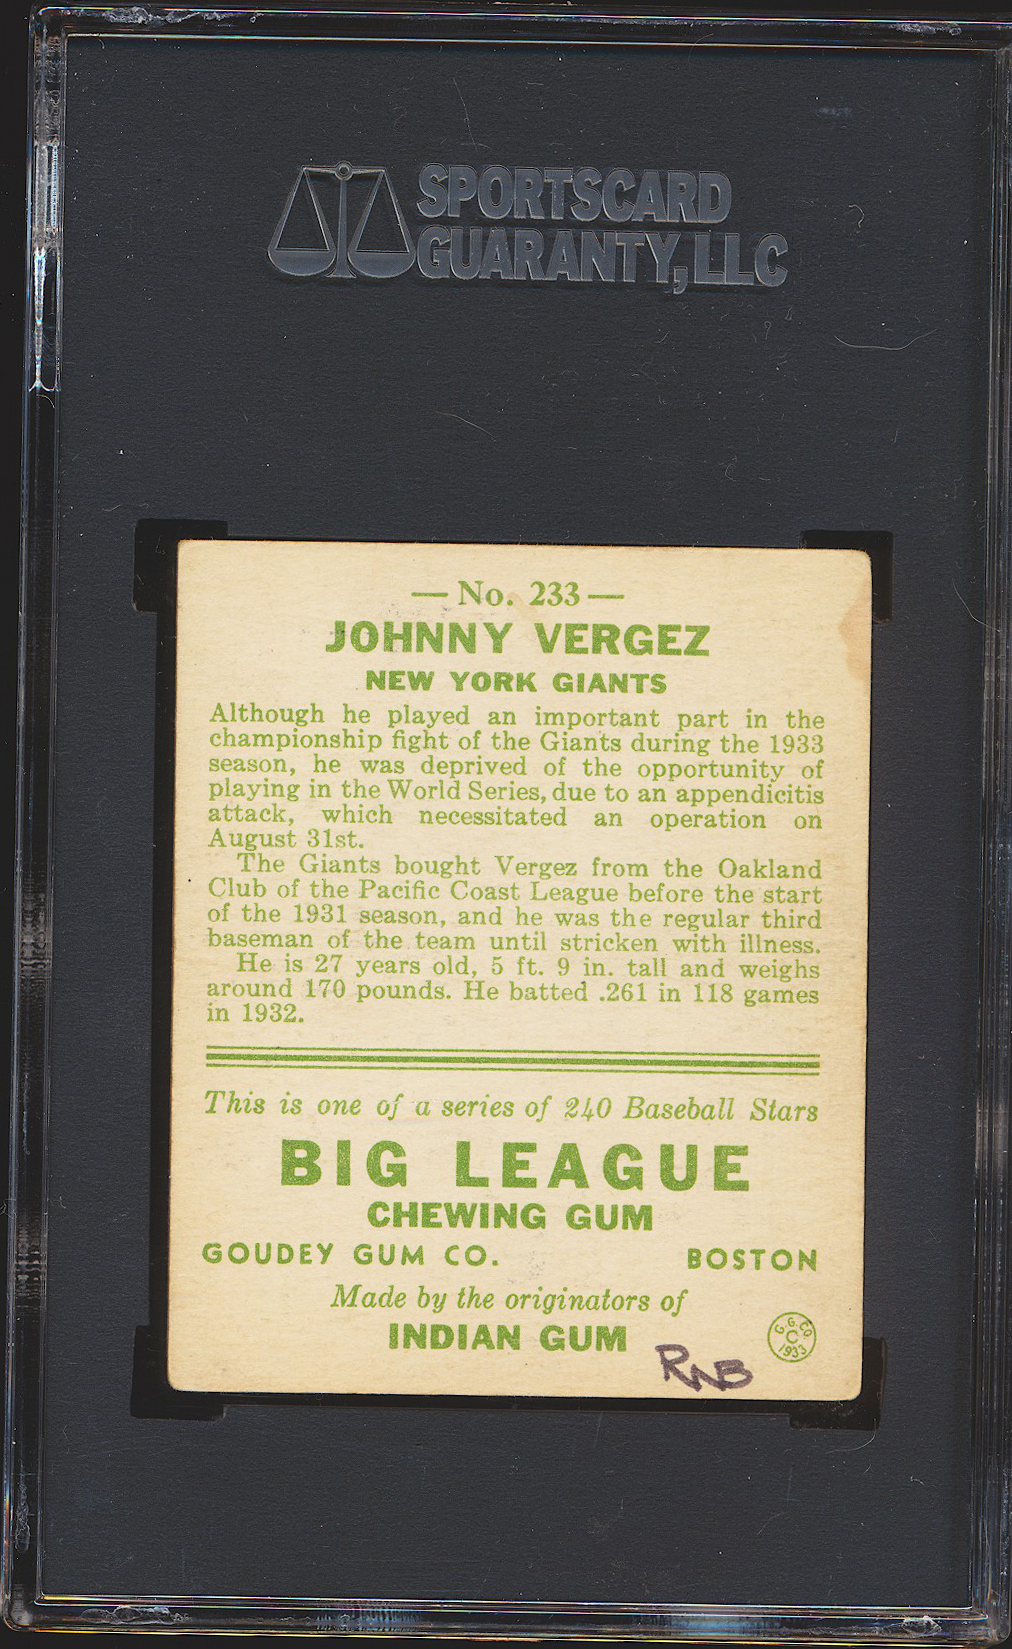 SPORTSCARD
GUARANTY, LLC
— No. 233 —
JOHNNY VERGEZ
NEW YORK GIANTS
Although he played an important part in the
championship fight of the Giants during the 1933
season, he was deprived of the opportunity of
playing in the World Series, due to an appendicitis
attack, which necessitated an operation on
August 31st.
The Giants bought Vergez from the Oakland
Club of the Pacific Coast League before the start
of the 1931 season, and he was the regular third
baseman of the team until stricken with illness.
He is 27 years old, 5 ft. 9 in. tall and weighs
around 170 pounds. He batted .261 in 118 games
in 1932.
This is one of a series of 240 Baseball Stars
BIG LEAGUE
CHEWING GUM
GOUDEY GUM CO. BOSTON
Made by the originators of
INDIAN GUM
G. G. CO.
C
1933
RNB